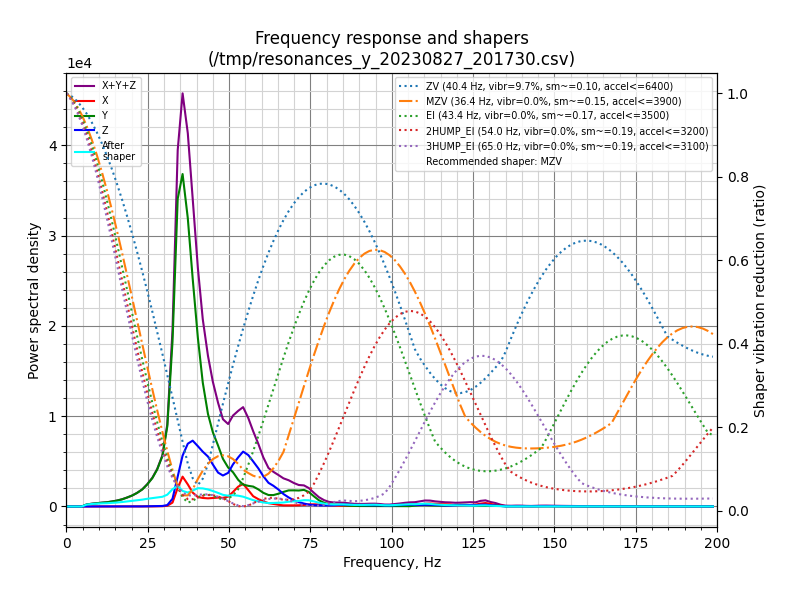 Frequency response and shapers
(/tmp/resonances_y_20230827_201730.csv)
1e4
X+Y+Z
X
Y
Z
After
shaper
ZV (40.4 Hz, vibr=9.7%, sm~=0.10, accel<=6400)
MZV (36.4 Hz, vibr=0.0%, sm~=0.15, accel<=3900)
EI (43.4 Hz, vibr=0.0%, sm~=0.17, accel<=3500)
2HUMP_EI (54.0 Hz, vibr=0.0%, sm~=0.19, accel<=3200)
3HUMP_EI (65.0 Hz, vibr=0.0%, sm~=0.19, accel<=3100)
Recommended shaper: MZV
Power spectral density
4
3
2
1
0
1.0
0.8
0.6
0.4
0.2
0.0
Shaper vibration reduction (ratio)
0 25 50 75 100 125 150 175 200
Frequency, Hz